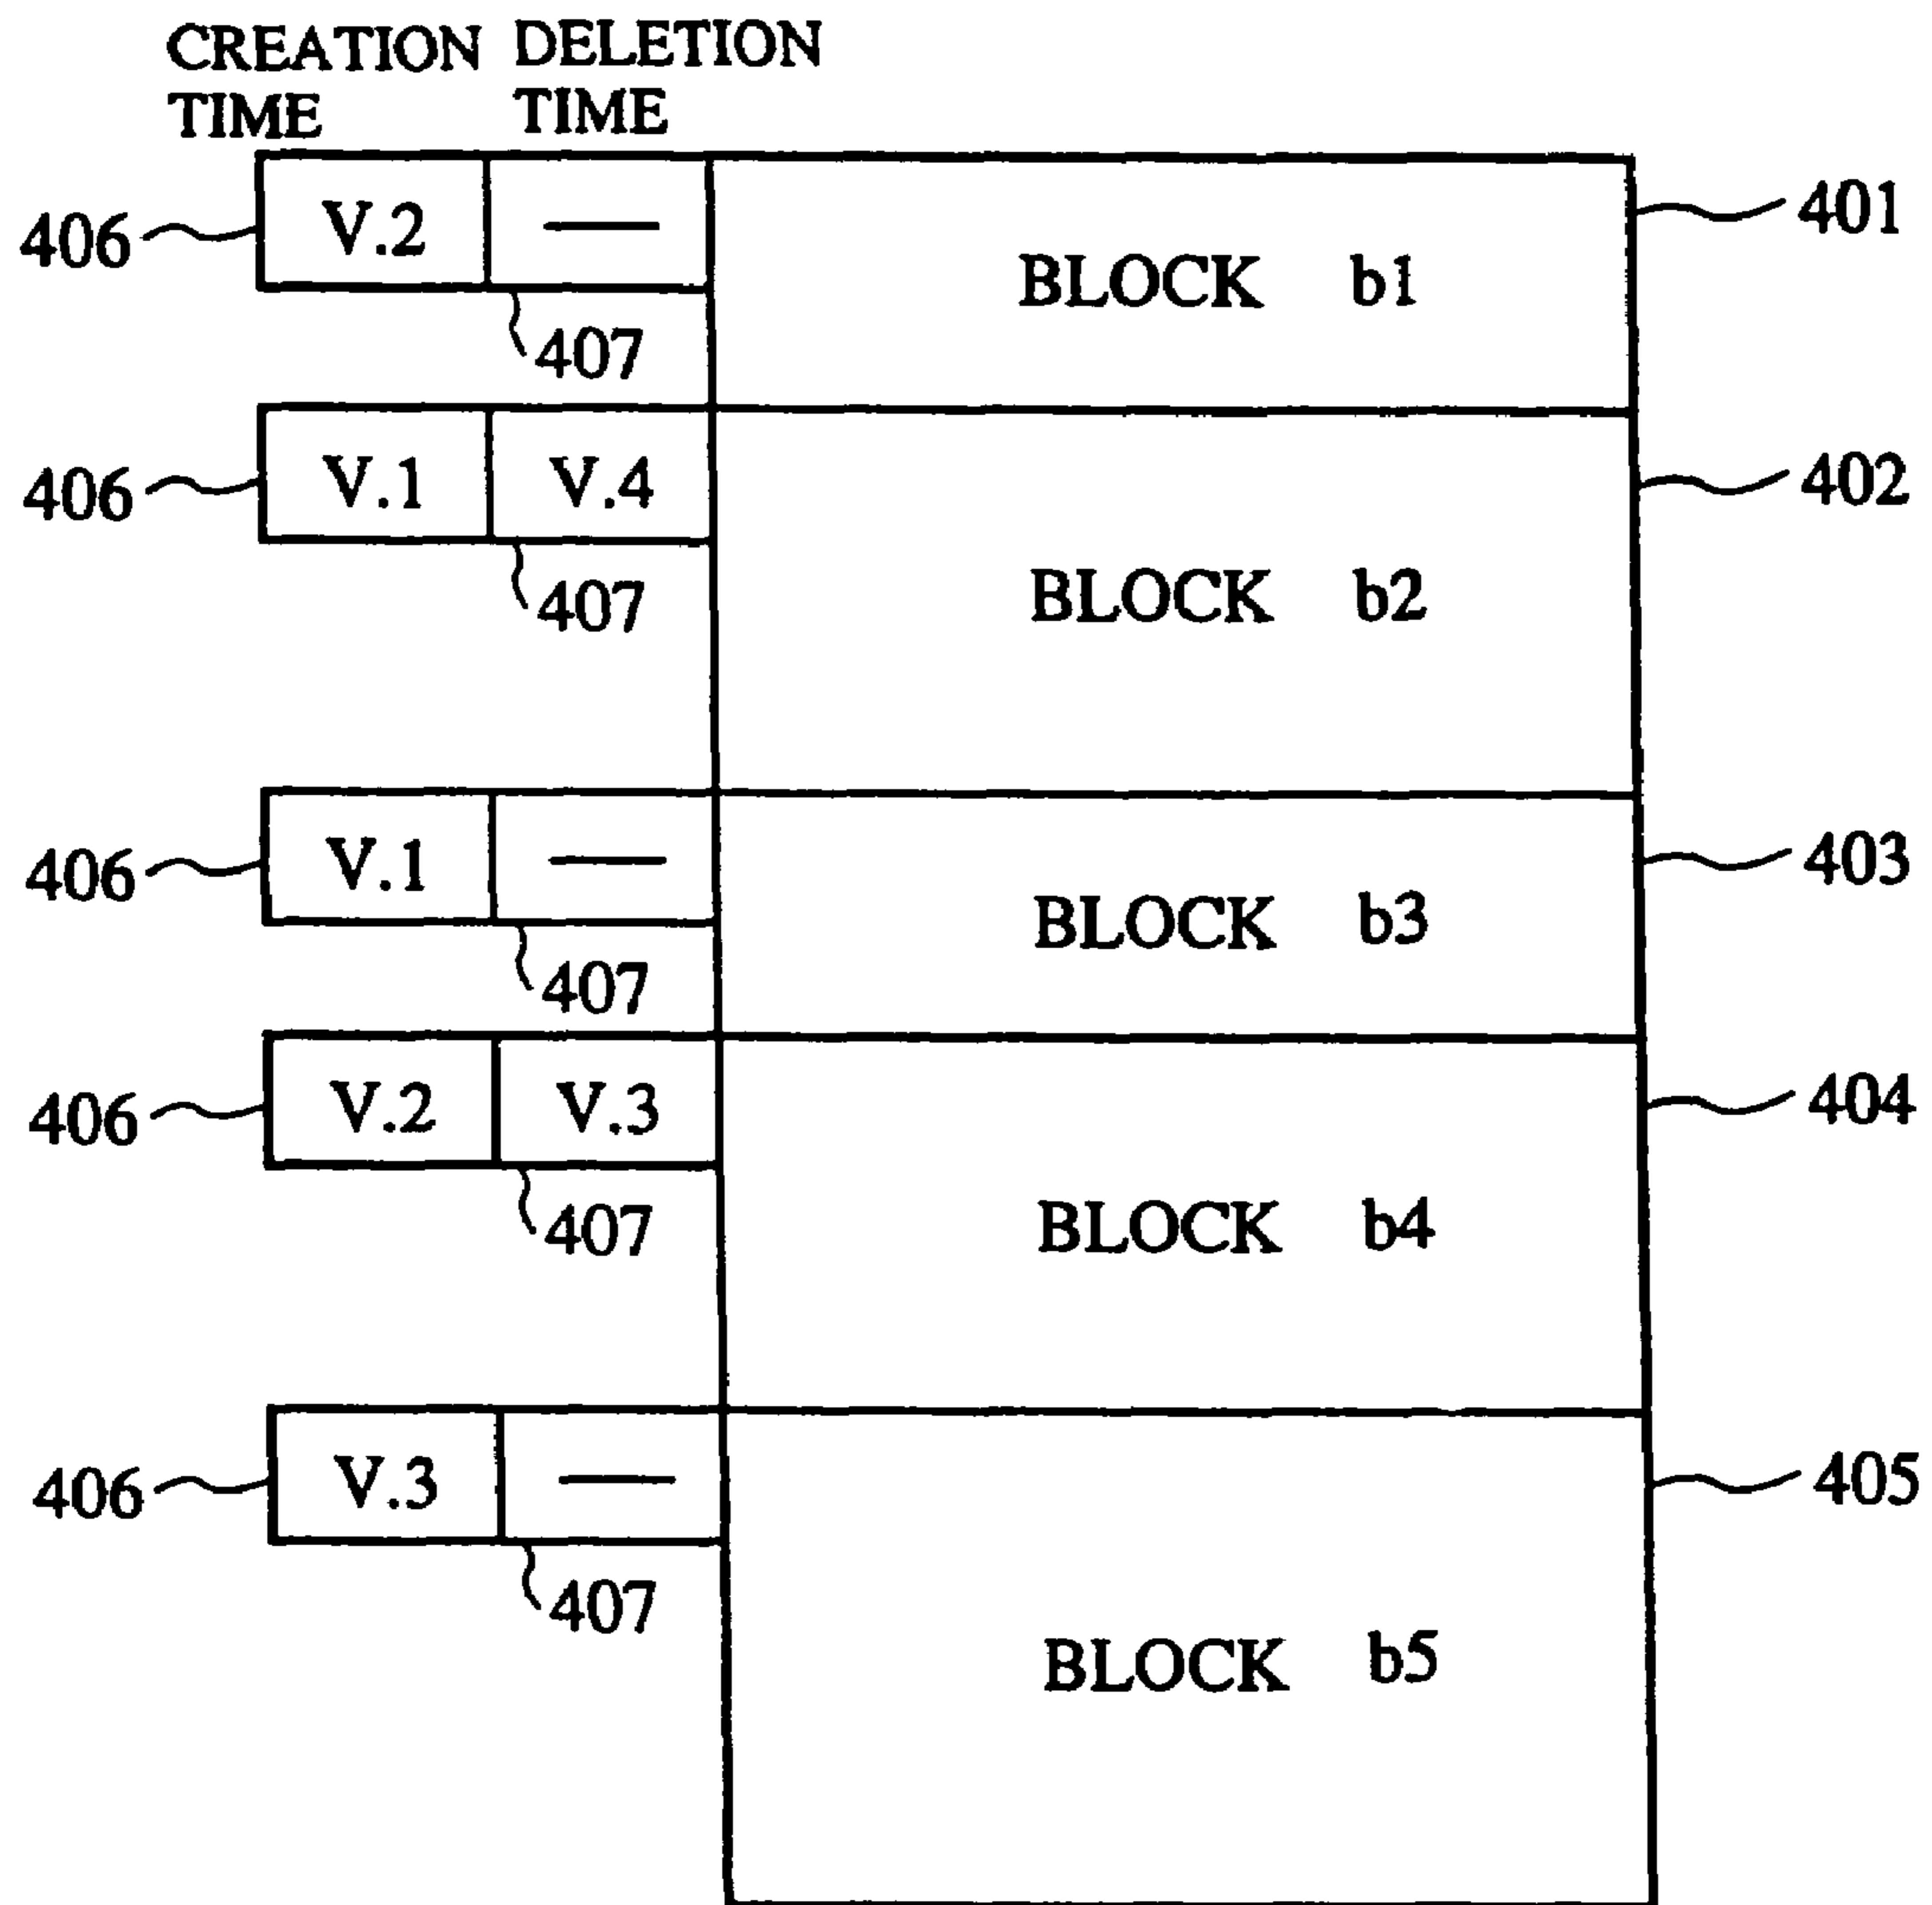 CREATION DELETION
TIME TIME
406 V.2 — BLOCK b1 401
407
406 V.1 V.4 BLOCK b2 402
407
406 V.1 — BLOCK b3 403
407
406 V.2 V.3 BLOCK b4 404
407
406 V.3 — BLOCK b5 405
407